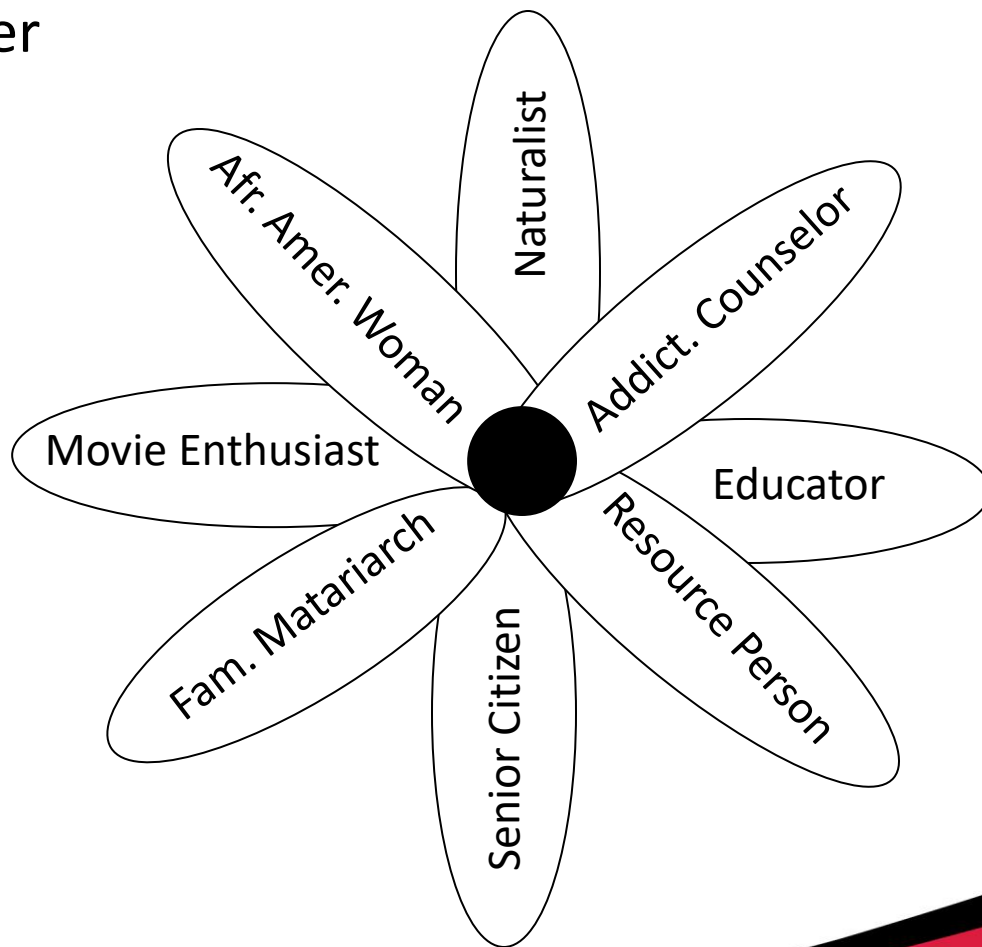 er
Naturalist
Afr. Amer. Woman
Addict. Counselor
Movie Enthusiast
Educator
Fam. Matariarch
Resource Person
Senior Citizen